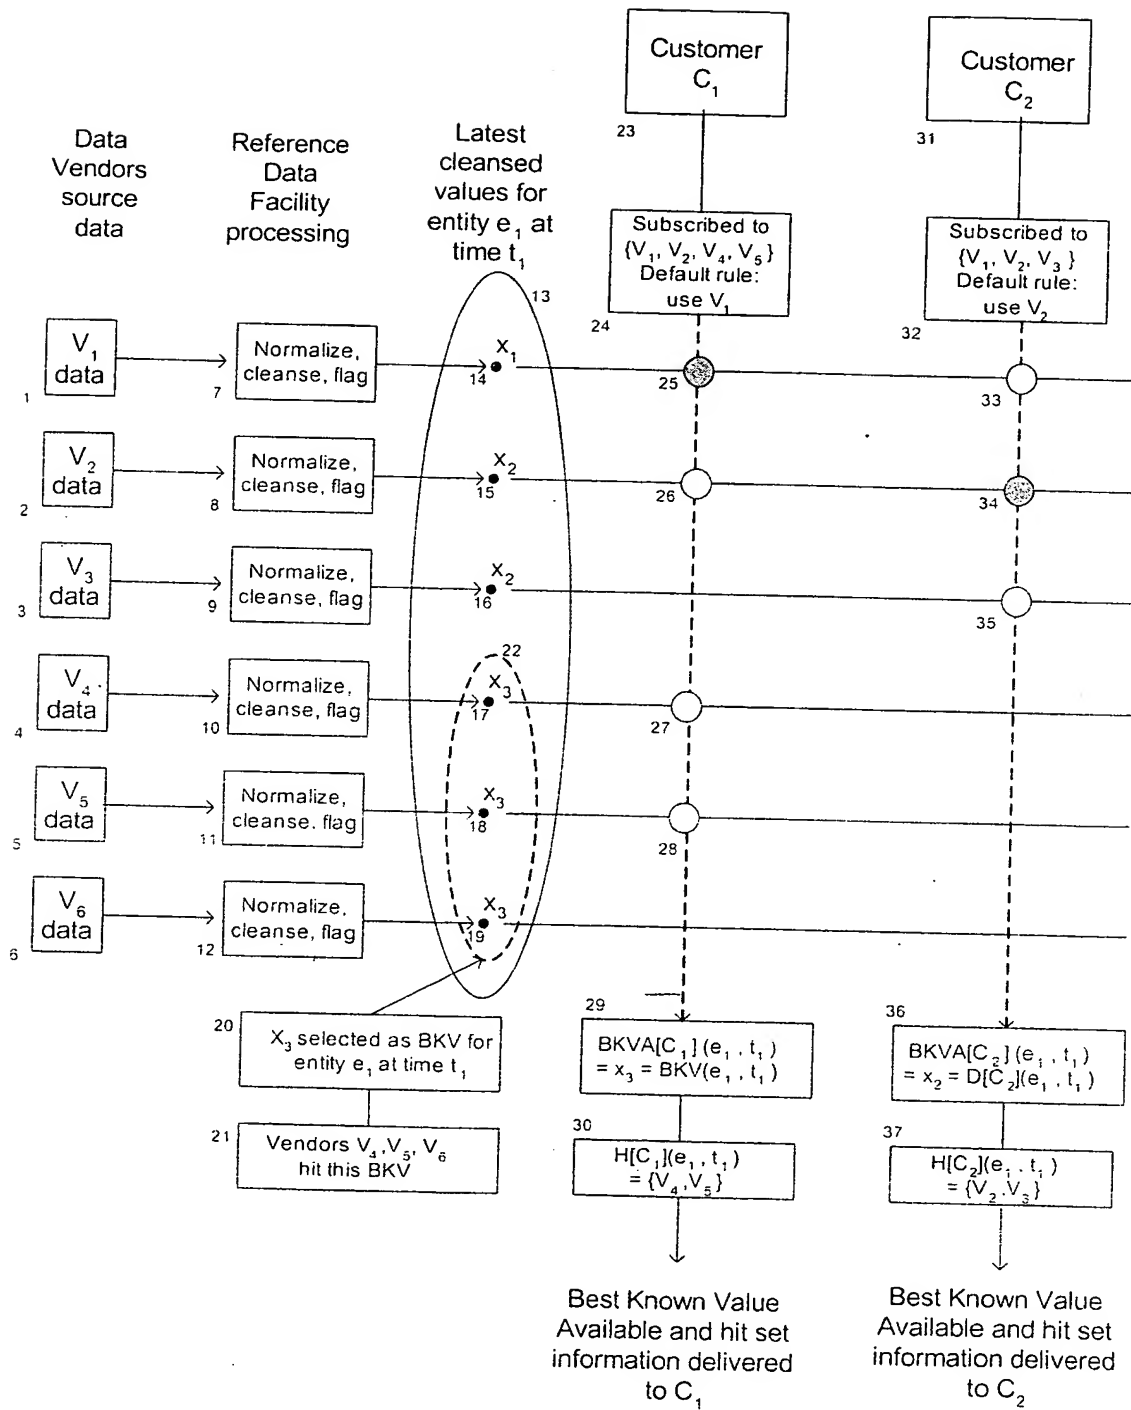 Customer
C₁
23
Customer
C₂
31
Data
Vendors
source
data
Reference
Data
Facility
processing
Latest
cleansed
values for
entity e₁ at
time t₁
13
Subscribed to
{V₁, V₂, V₄, V₅}
Default rule:
use V₁
24
Subscribed to
{V₁, V₂, V₃}
Default rule:
use V₂
32
V₁
data
1
Normalize,
cleanse, flag
7
X₁
14
25
33
V₂
data
2
Normalize,
cleanse, flag
8
X₂
15
26
34
V₃
data
3
Normalize,
cleanse, flag
9
X₂
16
35
22
V₄
data
4
Normalize,
cleanse, flag
10
X₃
17
27
V₅
data
5
Normalize,
cleanse. flag
11
X₃
18
28
V₆
data
6
Normalize,
cleanse, flag
12
X₃
19
20
X₃ selected as BKV for
entity e₁ at time t₁
21
Vendors V₄,V₅, V₆
hit this BKV
29
BKVA[C₁](e₁, t₁)
= x₃ = BKV(e₁, t₁)
30
H[C₁](e₁, t₁)
= {V₄,V₅}
36
BKVA[C₂](e₁, t₁)
= x₂ = D[C₂](e₁, t₁)
37
H[C₂](e₁, t₁)
= {V₂,V₃}
Best Known Value
Available and hit set
information delivered
to C₁
Best Known Value
Available and hit set
information delivered
to C₂